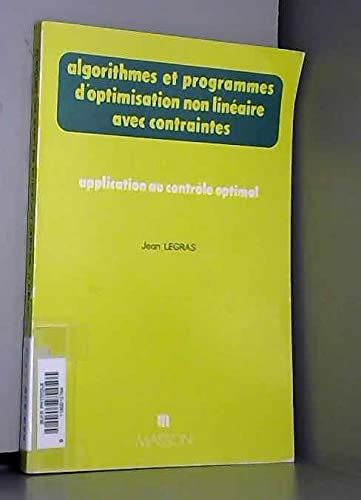 algorithmes et programmes
d'optimisation non linéaire
avec contraintes
application au contrôle optimal
Jean LEGRAS
m
MASSON